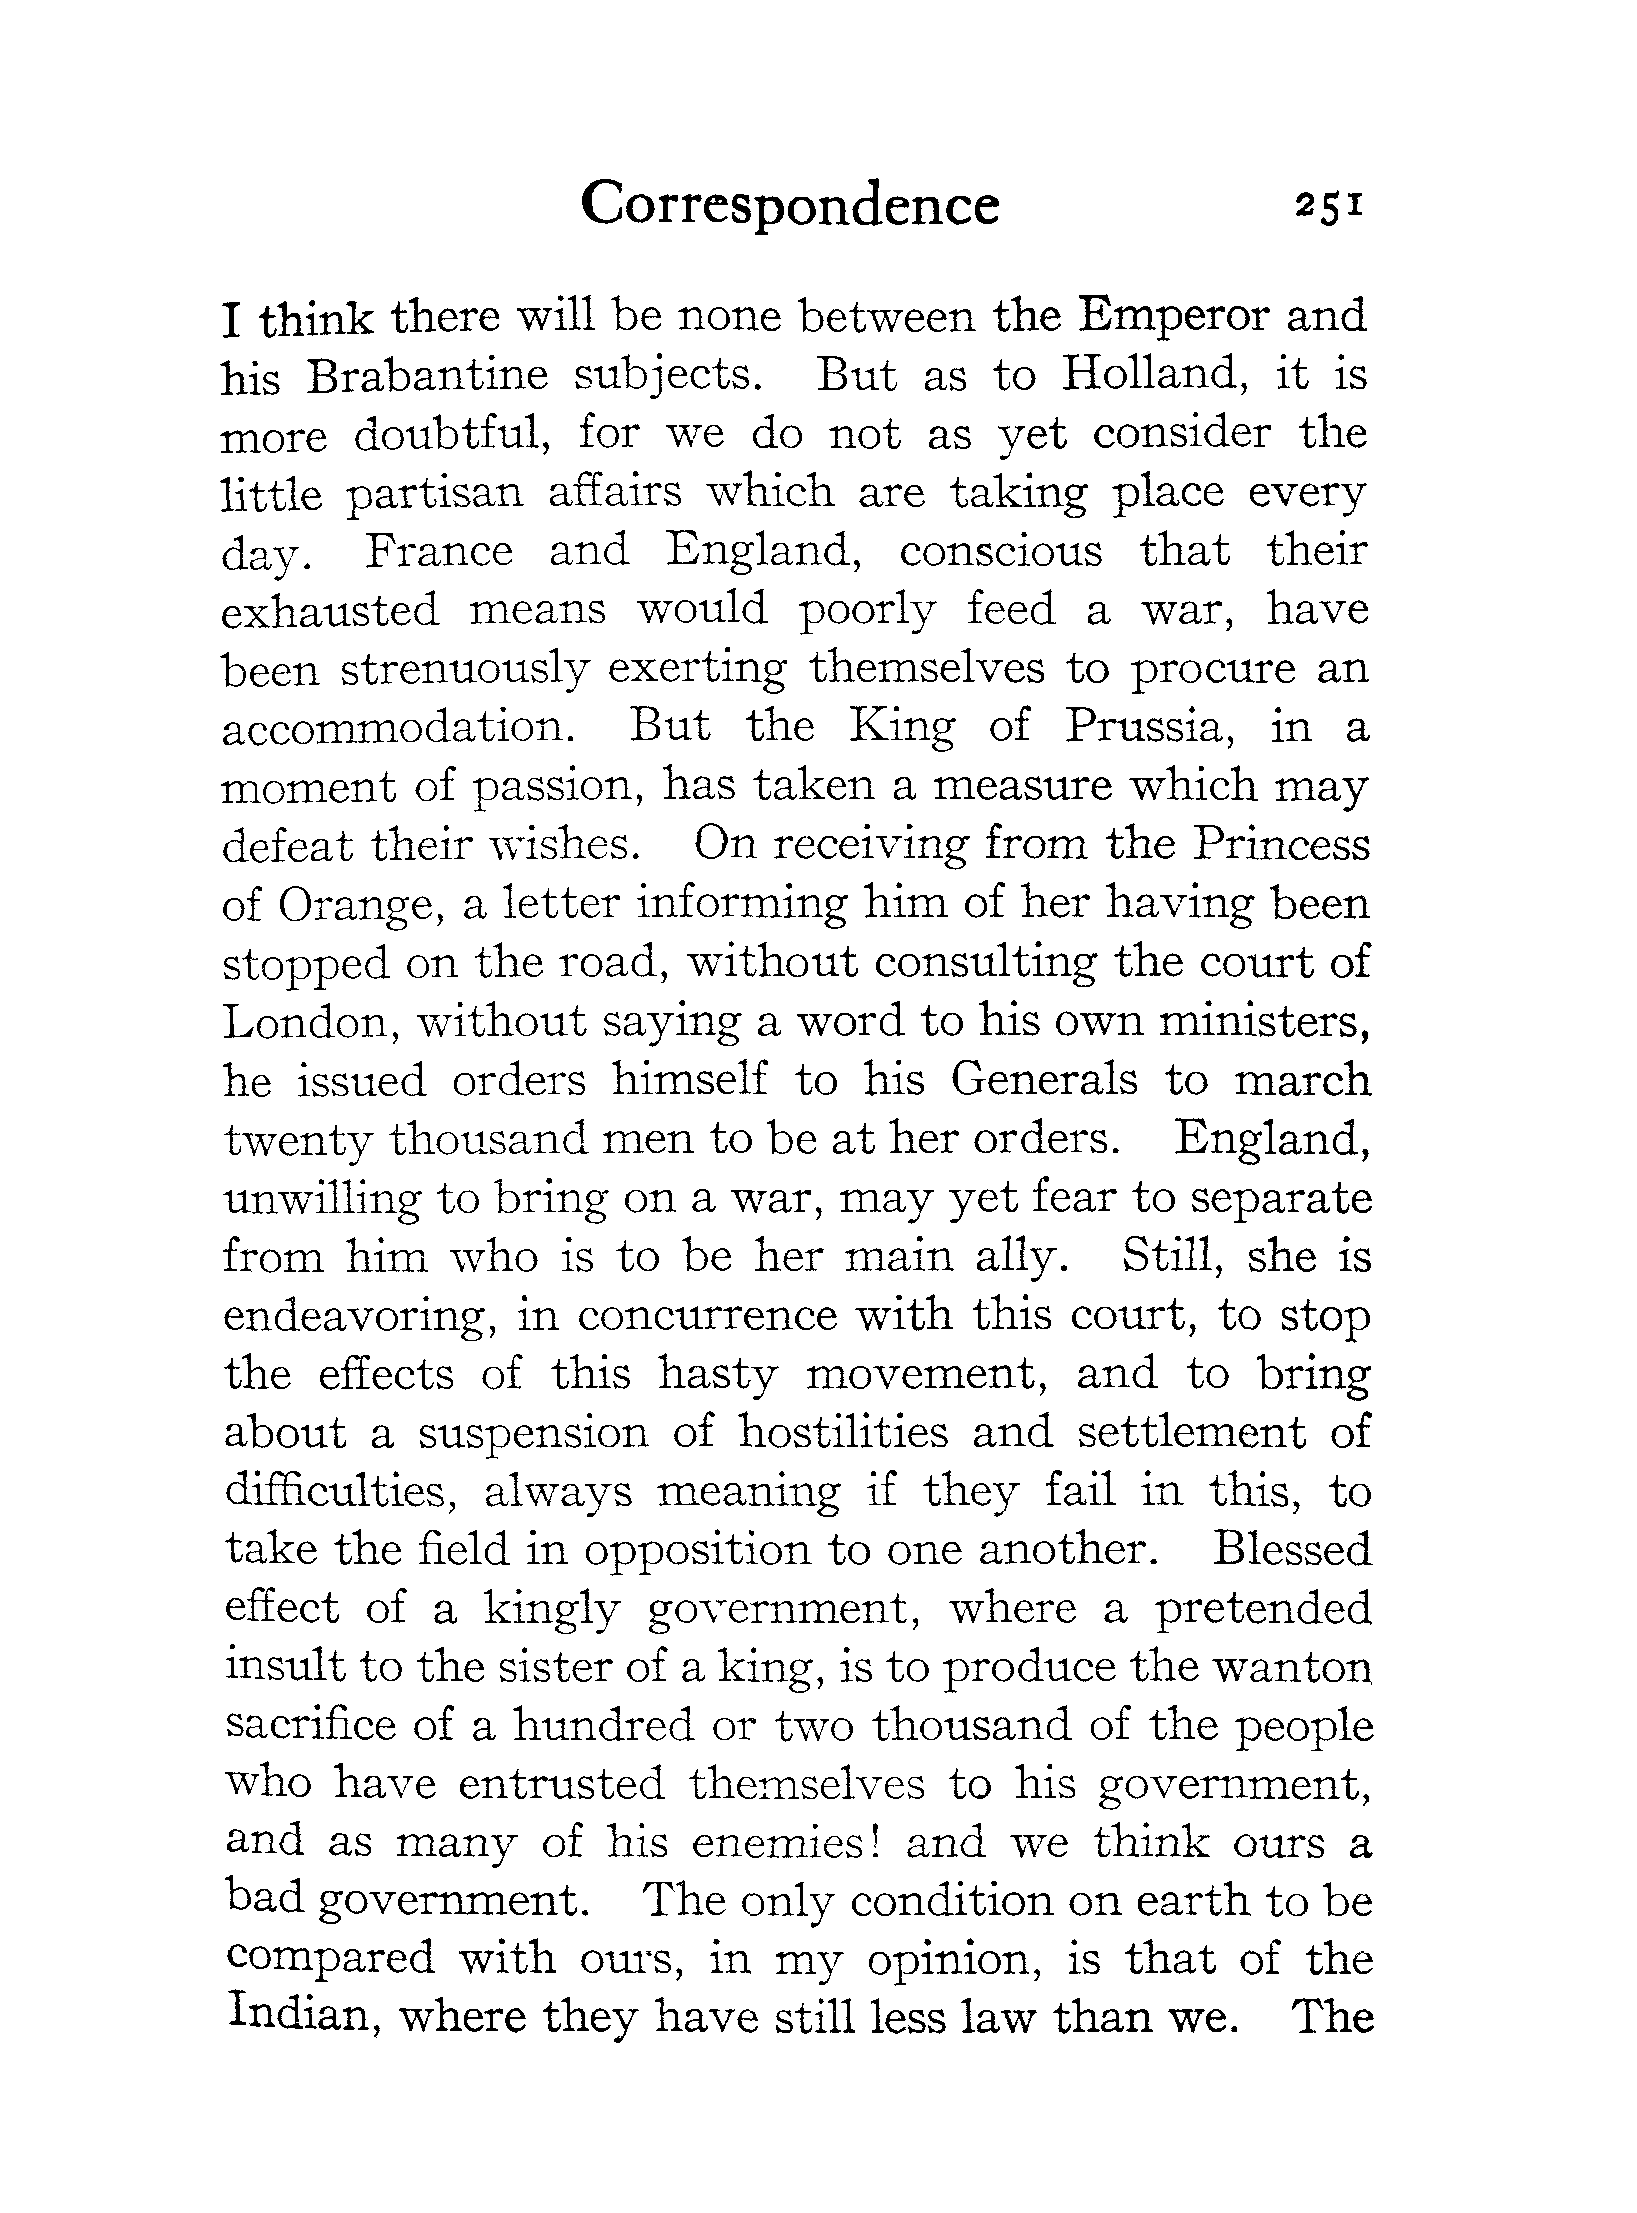 Correspondence 251
I think there will be none between the Emperor and
his Brabantine subjects. But as to Holland, it is
more doubtful, for we do not as yet consider the
little partisan affairs which are taking place every
day. France and England, conscious that their
exhausted means would poorly feed a war, have
been strenuously exerting themselves to procure an
accommodation. But the King of Prussia, in a
moment of passion, has taken a measure which may
defeat their wishes. On receiving from the Princess
of Orange, a letter informing him of her having been
stopped on the road, without consulting the court of
London, without saying a word to his own ministers,
he issued orders himself to his Generals to march
twenty thousand men to be at her orders. England,
unwilling to bring on a war, may yet fear to separate
from him who is to be her main ally. Still, she is
endeavoring, in concurrence with this court, to stop
the effects of this hasty movement, and to bring
about a suspension of hostilities and settlement of
difficulties, always meaning if they fail in this, to
take the field in opposition to one another. Blessed
effect of a kingly government, where a pretended
insult to the sister of a king, is to produce the wanton
sacrifice of a hundred or two thousand of the people
who have entrusted themselves to his government,
and as many of his enemies! and we think ours a
bad government. The only condition on earth to be
compared with ours, in my opinion, is that of the
Indian, where they have still less law than we. The